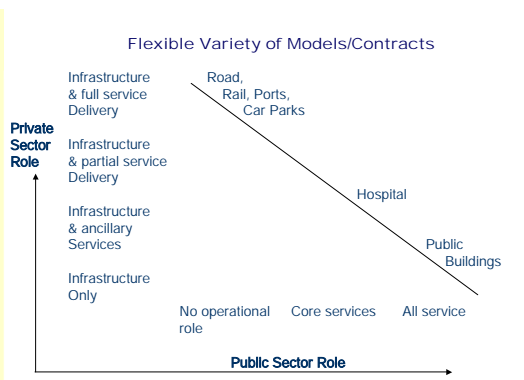 Flexible Variety of Models/Contracts
Infrastructure
& full service
Delivery
Road,
Rail, Ports,
Car Parks
Private
Sector
Role
Infrastructure
& partial service
Delivery
Hospital
Infrastructure
& ancillary
Services
Public
Buildings
Infrastructure
Only
No operational
role
Core services
All service
Public Sector Role